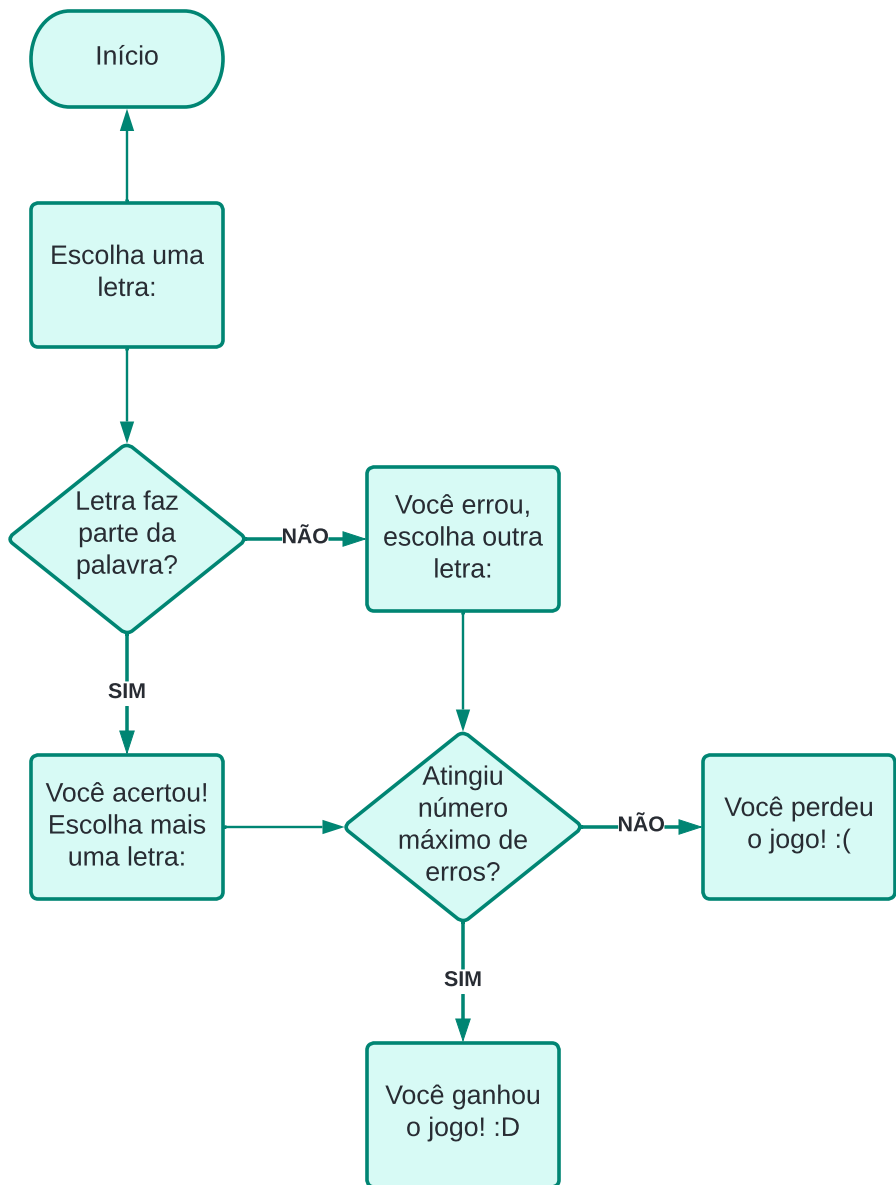 Início
Escolha uma
letra:
Letra faz
parte da
palavra?
NÃO
Você errou,
escolha outra
letra:
SIM
Você acertou!
Escolha mais
uma letra:
Atingiu
número
máximo de
erros?
NÃO
Você perdeu
o jogo! :(
SIM
Você ganhou
o jogo! :D